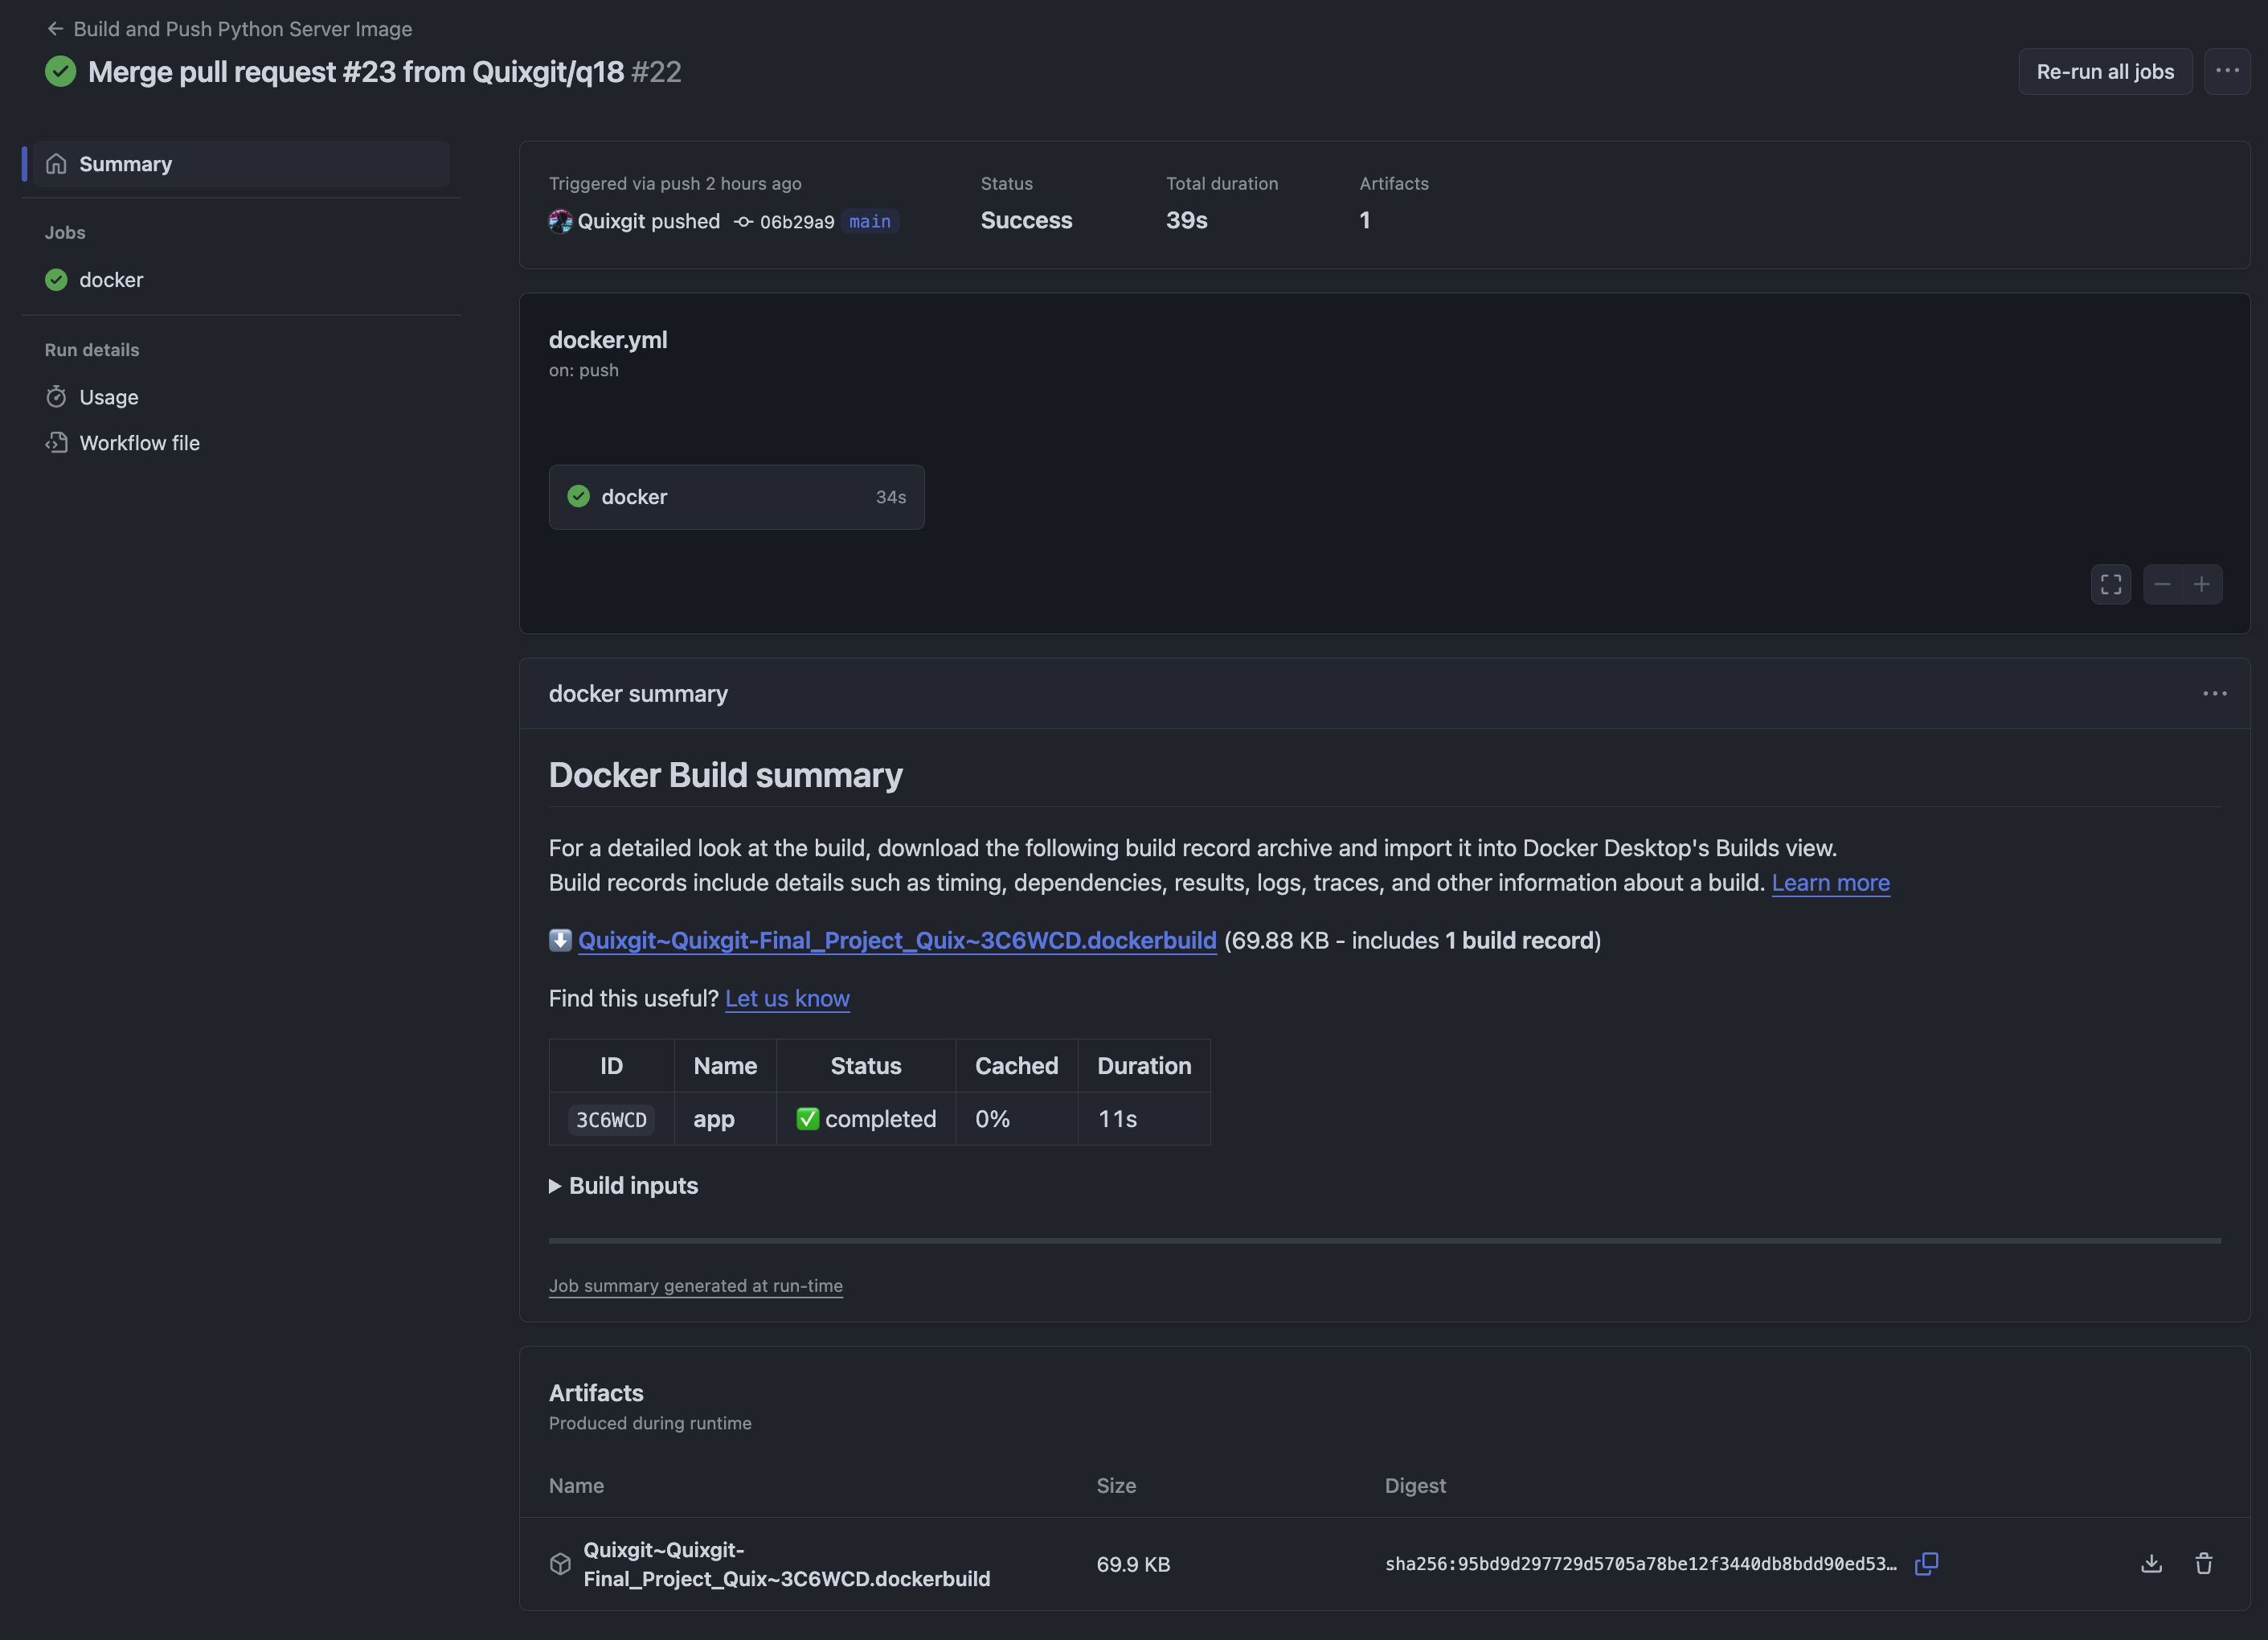 Build and Push Python Server Image
Merge pull request #23 from Quixgit/q18 #22
Re-run all jobs
Summary
Jobs
docker
Run details
Usage
Workflow file
Triggered via push 2 hours ago
Quixgit pushed 06b29a9 main
Status
Success
Total duration
39s
Artifacts
1
docker.yml
on: push
docker 34s
docker summary
Docker Build summary
For a detailed look at the build, download the following build record archive and import it into Docker Desktop's Builds view.
Build records include details such as timing, dependencies, results, logs, traces, and other information about a build. Learn more
Quixgit~Quixgit-Final_Project_Quix~3C6WCD.dockerbuild (69.88 KB - includes 1 build record)
Find this useful? Let us know
ID Name Status Cached Duration
3C6WCD app ✅ completed 0% 11s
Build inputs
Job summary generated at run-time
Artifacts
Produced during runtime
Name Size Digest
Quixgit~Quixgit-
Final_Project_Quix~3C6WCD.dockerbuild
69.9 KB
sha256:95bd9d297729d5705a78be12f3440db8bdd90ed53…